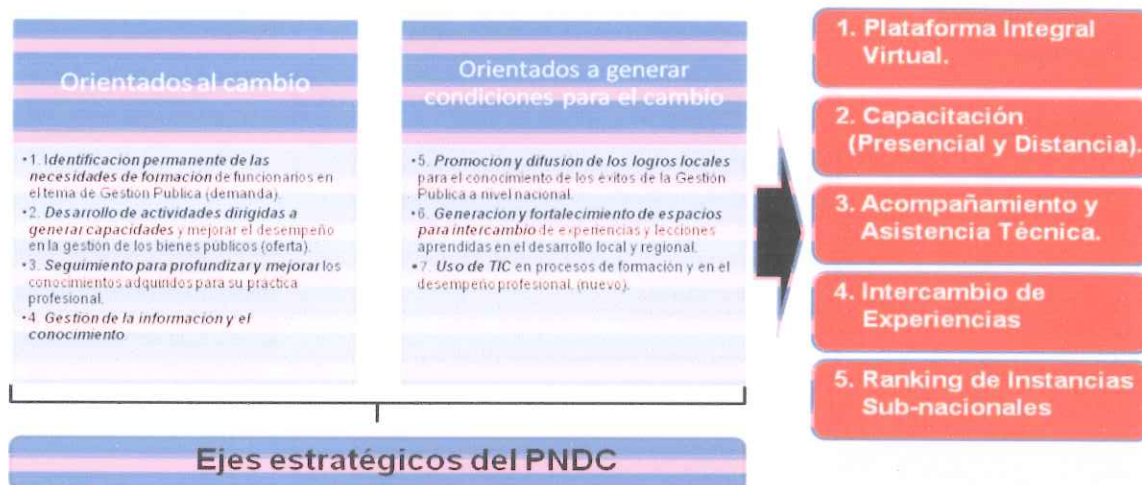 Orientados al cambio
•1. Identificacion permanente de las
necesidades de formacion de funcionarios en
el tema de Gestión Publica (demanda).
•2. Desarrollo de actividades dirigidas a
generar capacidades y mejorar el desempeño
en la gestión de los bienes públicos (oferta).
•3. Seguimiento para profundizar y mejorar los
conocimientos adquiridos para su práctica
profesional.
•4. Gestion de la informacion y el
conocimiento.
Orientados a generar
condiciones para el cambio
•5. Promocion y difusion de los logros locales
para el conocimiento de los éxitos de la Gestión
Publica a nivel nacional.
•6. Generacion y fortalecimiento de espacios
para intercambio de experiencias y lecciones
aprendidas en el desarrollo local y regional.
•7. Uso de TIC en procesos de formación y en el
desempeño profesional. (nuevo).
Ejes estratégicos del PNDC
1. Plataforma Integral
Virtual.
2. Capacitación
(Presencial y Distancia).
3. Acompañamiento y
Asistencia Técnica.
4. Intercambio de
Experiencias
5. Ranking de Instancias
Sub-nacionales